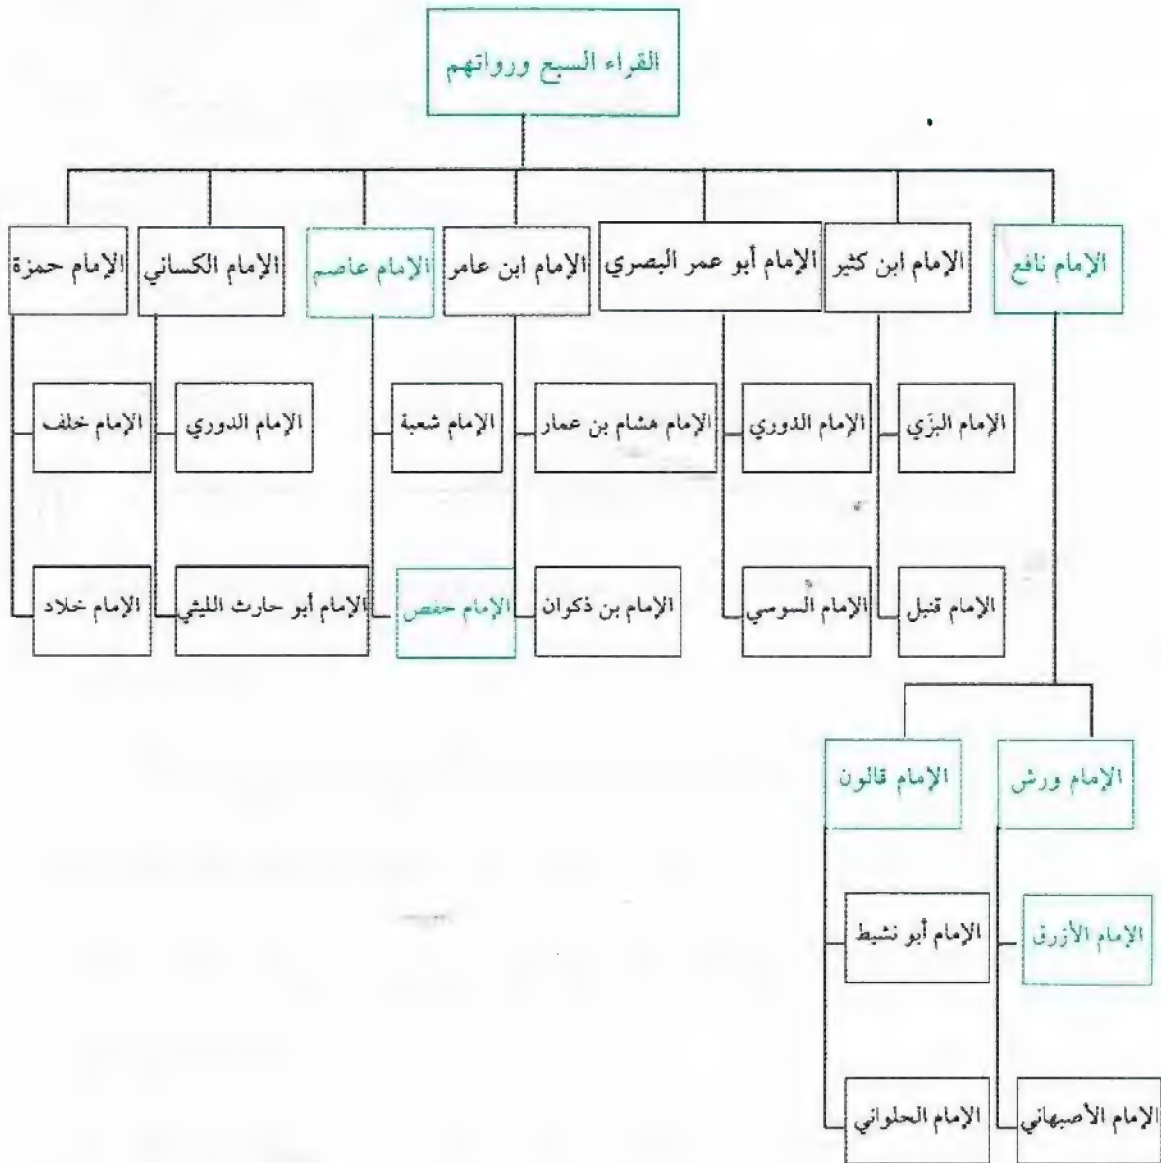 القراء السبع ورواتهم
الإمام نافع
الإمام ابن كثير
الإمام أبو عمر البصري
الإمام ابن عامر
الإمام عاصم
الإمام الكسائي
الإمام حمزة
الإمام البزّي
الإمام الدوري
الإمام هشام بن عمار
الإمام شعبة
الإمام الدوري
الإمام خلف
الإمام قنبل
الإمام السوسي
الإمام بن ذكوان
الإمام حفص
الإمام أبو حارث الليثي
الإمام خلاد
الإمام ورش
الإمام قالون
الإمام الأزرق
الإمام أبو نشيط
الإمام الأصبهاني
الإمام الحلواني